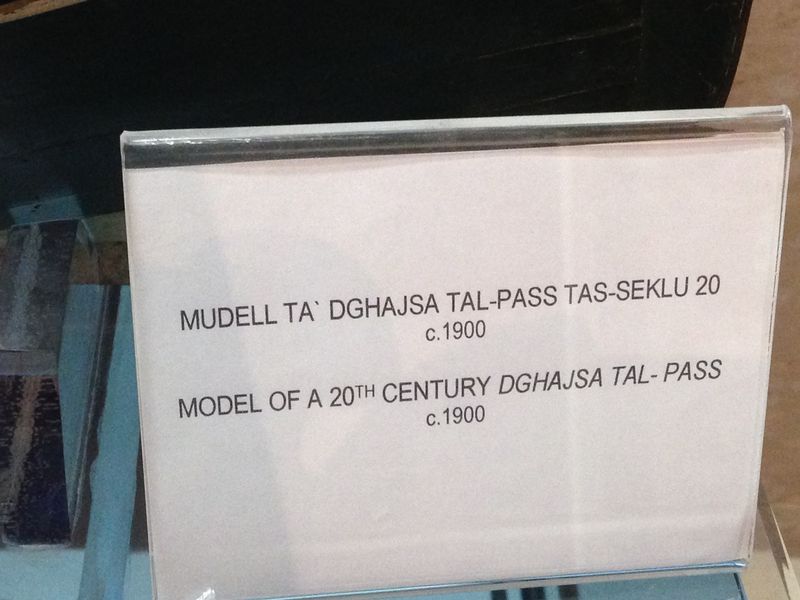 MUDELL TA` DGHAJSA TAL-PASS TAS-SEKLU 20
c.1900
MODEL OF A 20TH CENTURY DGHAJSA TAL- PASS
c.1900